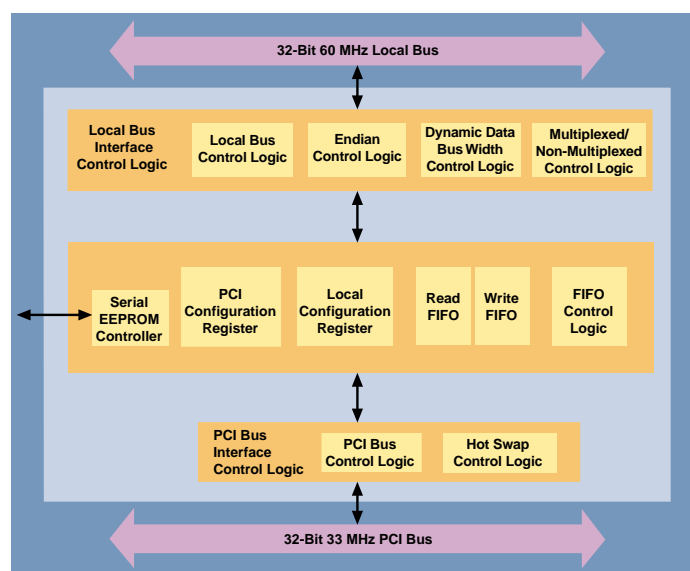 32-Bit 60 MHz Local Bus
Local Bus
Interface
Control Logic
Local Bus
Control Logic
Endian
Control Logic
Dynamic Data
Bus Width
Control Logic
Multiplexed/
Non-Multiplexed
Control Logic
Serial
EEPROM
Controller
PCI
Configuration
Register
Local
Configuration
Register
Read
FIFO
Write
FIFO
FIFO
Control
Logic
PCI Bus
Interface
Control Logic
PCI Bus
Control Logic
Hot Swap
Control Logic
32-Bit 33 MHz PCI Bus